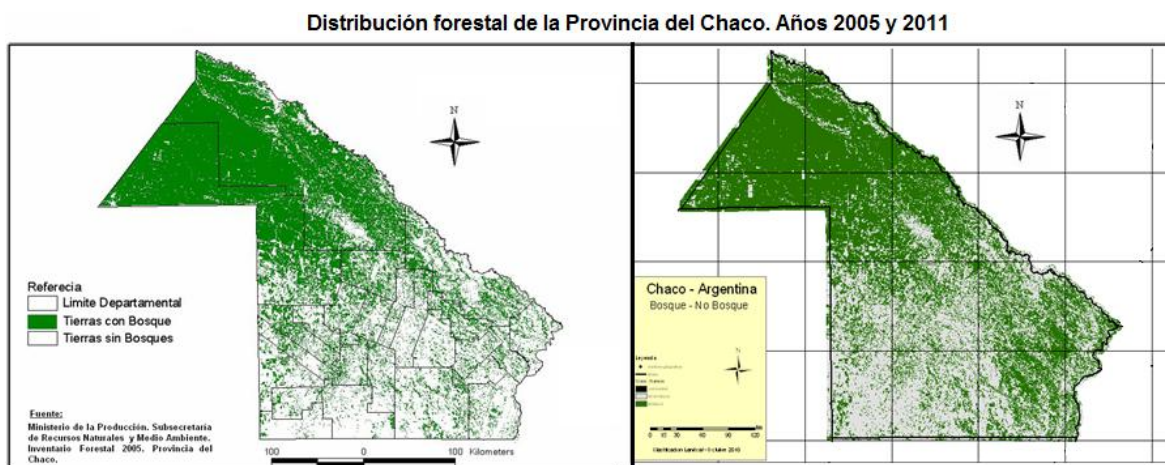 Distribución forestal de la Provincia del Chaco. Años 2005 y 2011
N
Referecia
Limite Departamental
Tierras con Bosque
Tierras sin Bosques
Fuente:
Ministerio de la Producción. Subsecretaría
de Recursos Naturales y Medio Ambiente.
Inventario Forestal 2005. Provincia del
Chaco.
100 0 100 Kilometers
N
Chaco - Argentina
Bosque - No Bosque